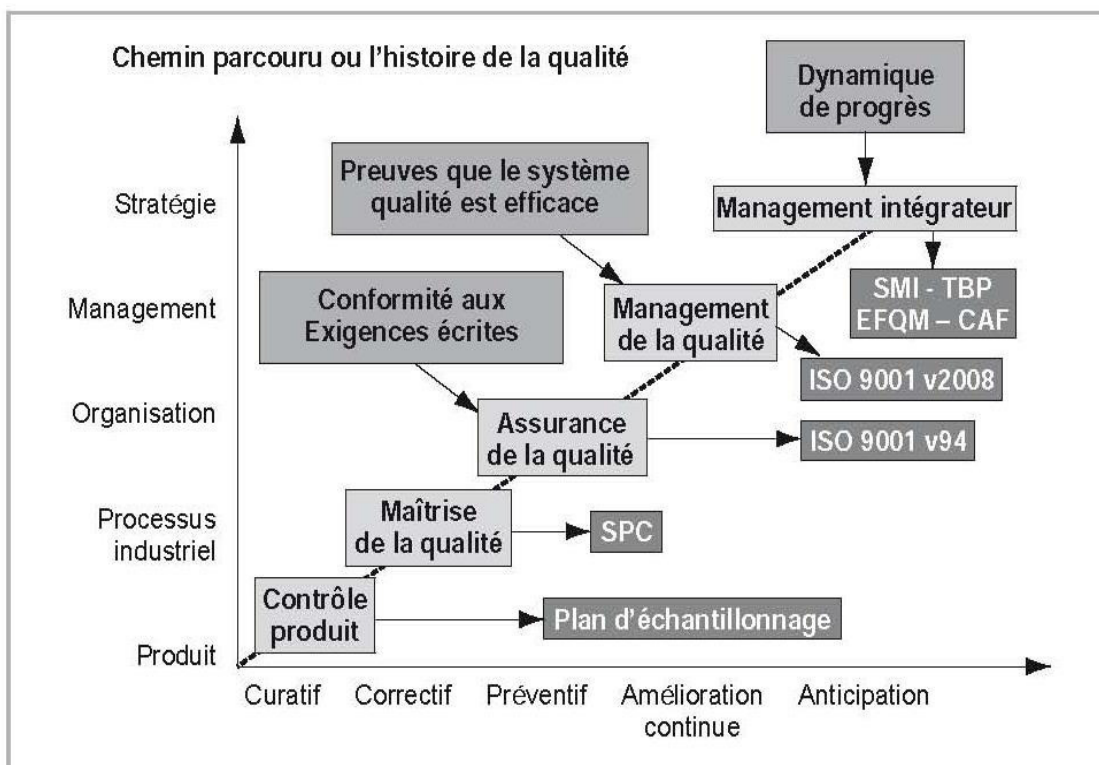 Chemin parcouru ou l'histoire de la qualité
Dynamique
de progrès
Preuves que le système
qualité est efficace
Stratégie
Management intégrateur
Conformité aux
Exigences écrites
Management
Management
de la qualité
SMI - TBP
EFQM – CAF
ISO 9001 v2008
Organisation
Assurance
de la qualité
ISO 9001 v94
Processus
industriel
Maîtrise
de la qualité
SPC
Contrôle
produit
Plan d'échantillonnage
Produit
Curatif
Correctif
Préventif
Amélioration
continue
Anticipation